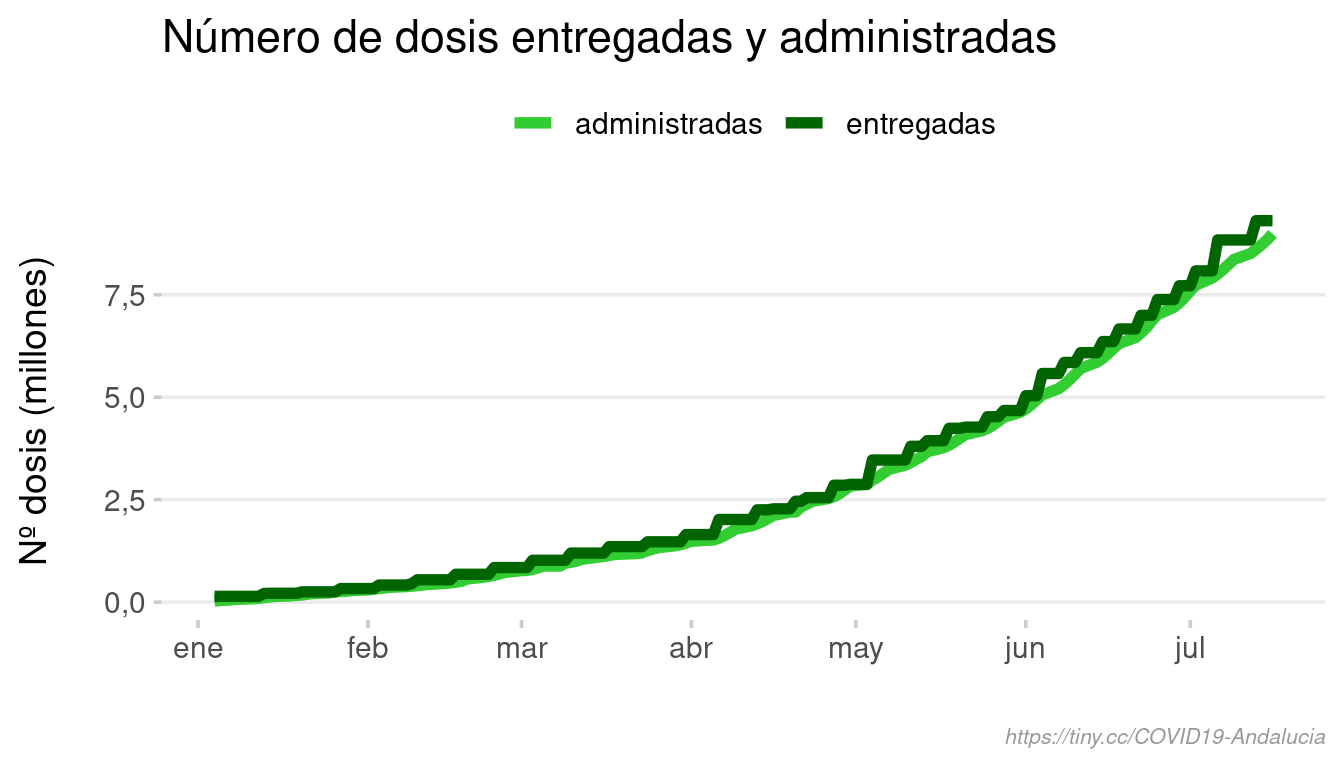 Número de dosis entregadas y administradas
administradas entregadas
Nº dosis (millones)
7,5
5,0
2,5
0,0
ene feb mar abr may jun jul
https://tiny.cc/COVID19-Andalucia